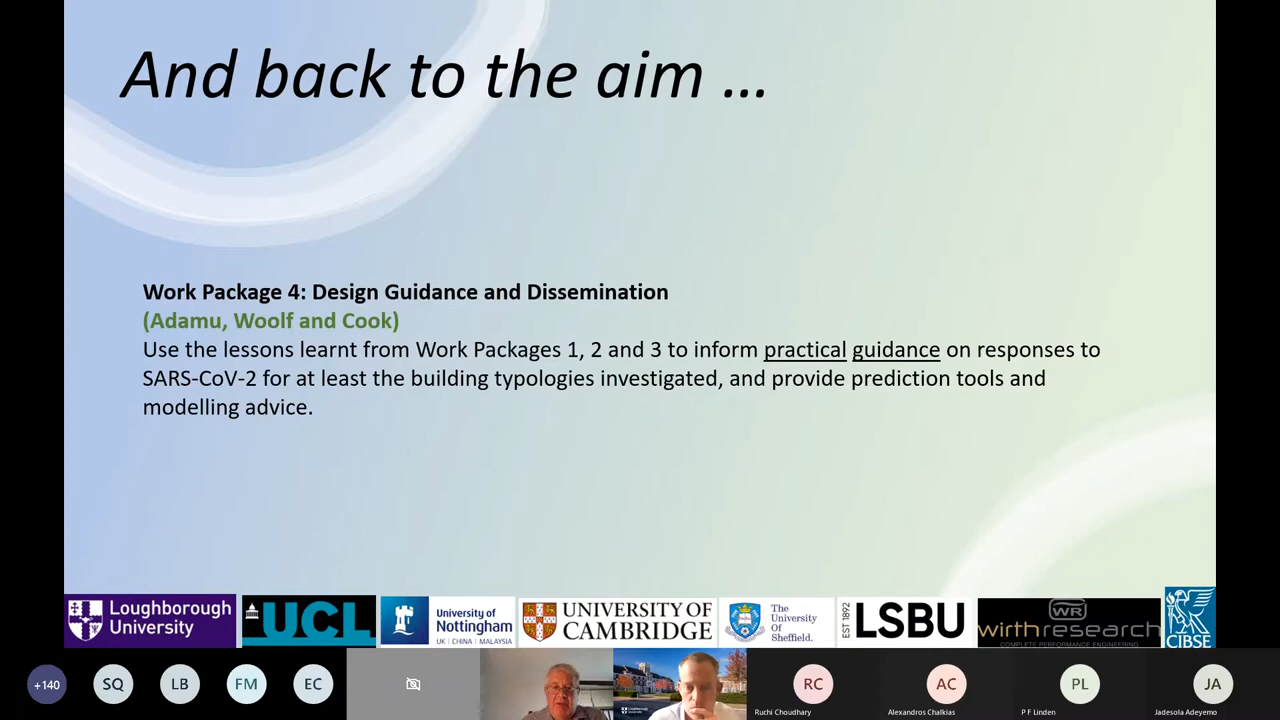 And back to the aim ...
Work Package 4: Design Guidance and Dissemination
(Adamu, Woolf and Cook)
Use the lessons learnt from Work Packages 1, 2 and 3 to inform practical guidance on responses to
SARS-CoV-2 for at least the building typologies investigated, and provide prediction tools and
modelling advice.
Loughborough
University
UCL
University of
Nottingham
UK | CHINA | MALAYSIA
UNIVERSITY OF
CAMBRIDGE
The
University
Of
Sheffield.
EST 1892
LSBU
WR
wirthresearch
COMPLETE PERFORMANCE ENGINEERING
CIBSE
+140
SQ
LB
FM
EC
RC
Ruchi Choudhary
AC
Alexandros Chalkias
PL
P F Linden
JA
Jadesola Adeyemo